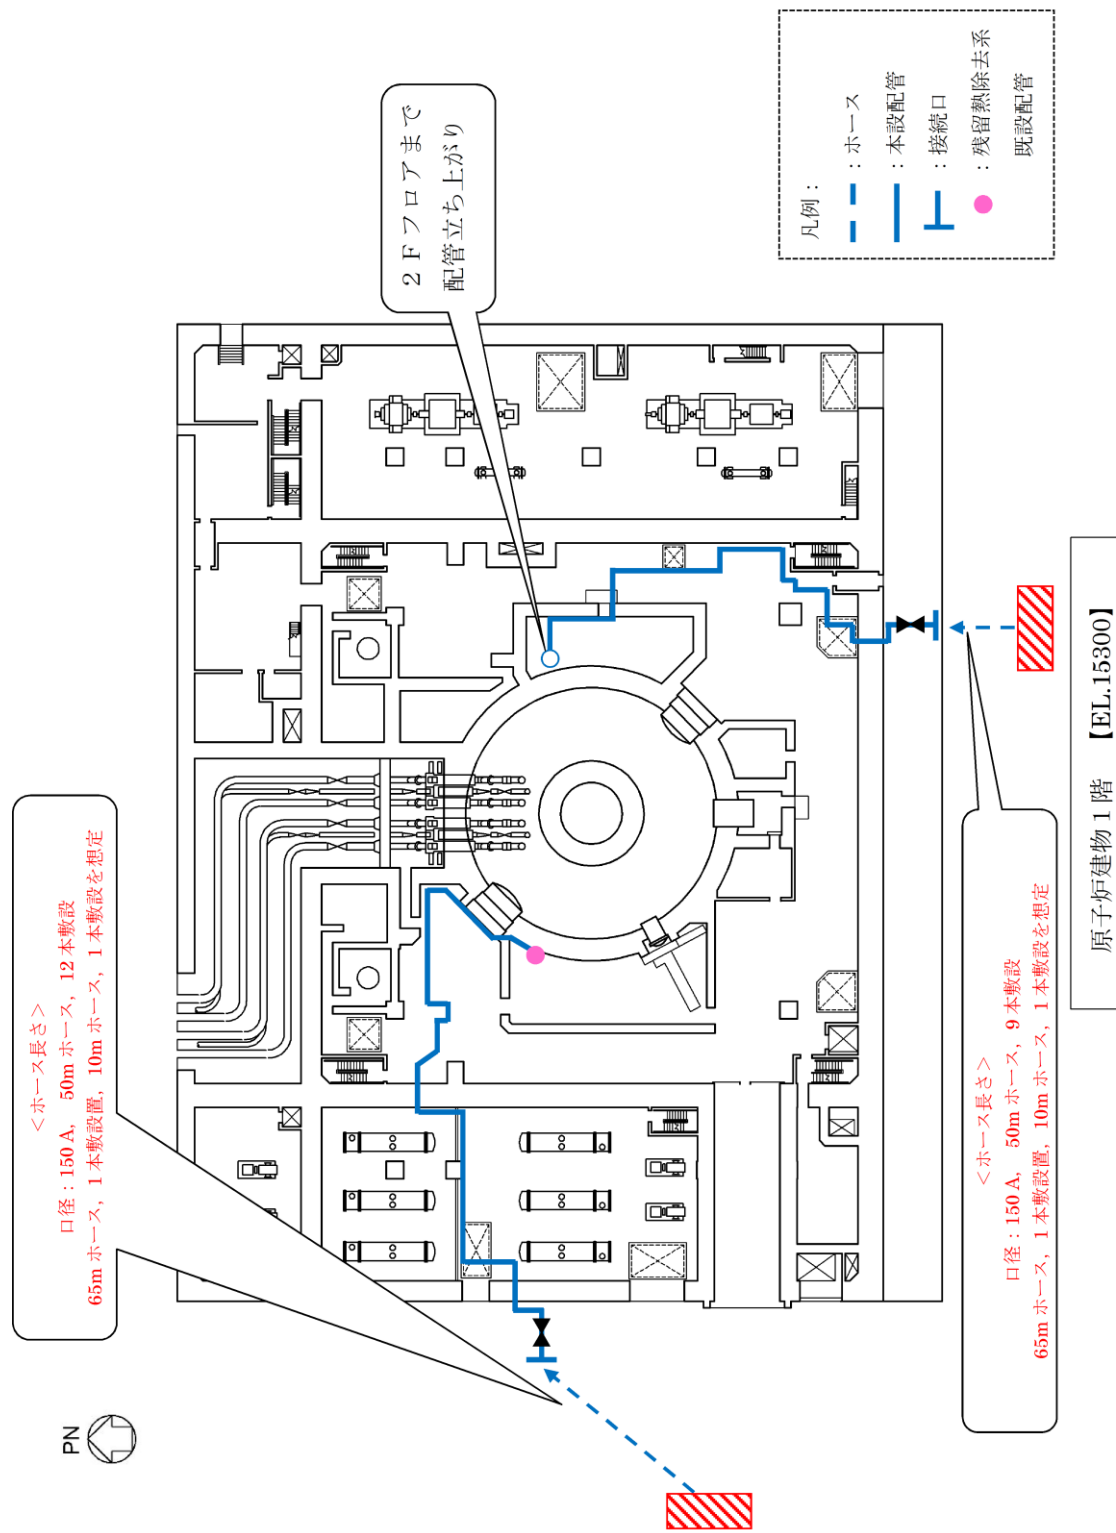 PN
＜ホース長さ＞
口径：150A， 50mホース，12本敷設
65mホース，1本敷設置，10mホース，1本敷設を想定
2Fフロアまで
配管立ち上がり
＜ホース長さ＞
口径：150A， 50mホース，9本敷設
65mホース，1本敷設置，10mホース，1本敷設を想定
凡例：
：ホース
：本設配管
：接続口
：残留熱除去系
既設配管
原子炉建物1階 【EL.15300】